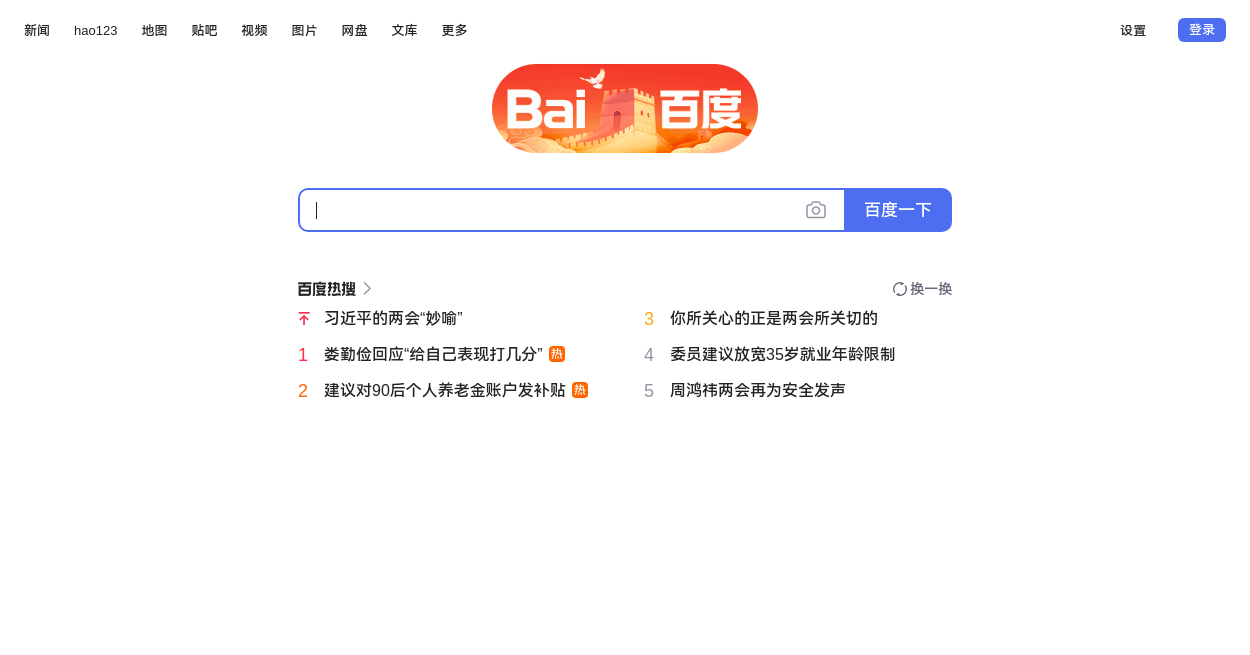 新闻 hao123 地图 贴吧 视频 图片 网盘 文库 更多 设置 登录
Bai 百度
百度一下
百度热搜 换一换
习近平的两会“妙喻”
1 娄勤俭回应“给自己表现打几分” 热
2 建议对90后个人养老金账户发补贴 热
3 你所关心的正是两会所关切的
4 委员建议放宽35岁就业年龄限制
5 周鸿祎两会再为安全发声